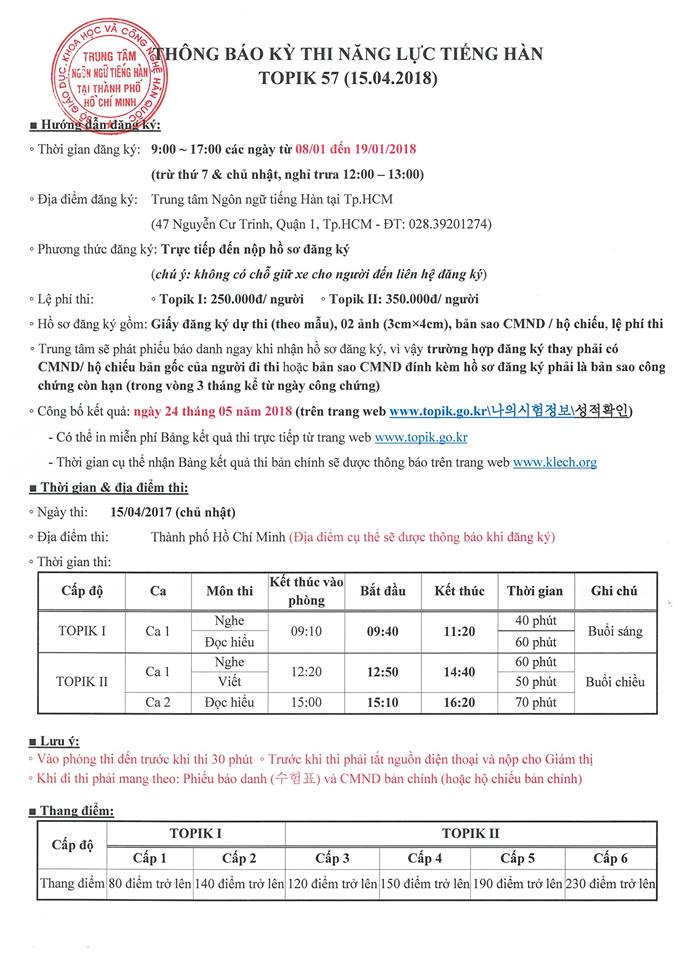 SỞ GIÁO DỤC, KHOA HỌC VÀ CÔNG NGHỆ HÀN QUỐC
TRUNG TÂM
NGÔN NGỮ TIẾNG HÀN
TẠI THÀNH PHỐ
HỒ CHÍ MINH
THÔNG BÁO KỲ THI NĂNG LỰC TIẾNG HÀN
TOPIK 57 (15.04.2018)
■ Hướng dẫn đăng ký:
◦ Thời gian đăng ký: 9:00 ~ 17:00 các ngày từ 08/01 đến 19/01/2018
(trừ thứ 7 & chủ nhật, nghỉ trưa 12:00 – 13:00)
◦ Địa điểm đăng ký: Trung tâm Ngôn ngữ tiếng Hàn tại Tp.HCM
(47 Nguyễn Cư Trinh, Quận 1, Tp.HCM - ĐT: 028.39201274)
◦ Phương thức đăng ký: Trực tiếp đến nộp hồ sơ đăng ký
(chú ý: không có chỗ giữ xe cho người đến liên hệ đăng ký)
◦ Lệ phí thi: ◦ Topik I: 250.000đ/ người ◦ Topik II: 350.000đ/ người
◦ Hồ sơ đăng ký gồm: Giấy đăng ký dự thi (theo mẫu), 02 ảnh (3cm×4cm), bản sao CMND / hộ chiếu, lệ phí thi
◦ Trung tâm sẽ phát phiếu báo danh ngay khi nhận hồ sơ đăng ký, vì vậy trường hợp đăng ký thay phải có
CMND/ hộ chiếu bản gốc của người đi thi hoặc bản sao CMND đính kèm hồ sơ đăng ký phải là bản sao công
chứng còn hạn (trong vòng 3 tháng kể từ ngày công chứng)
◦ Công bố kết quả: ngày 24 tháng 05 năm 2018 (trên trang web www.topik.go.kr\나의시험정보\성적확인)
- Có thể in miễn phí Bảng kết quả thi trực tiếp từ trang web www.topik.go.kr
- Thời gian cụ thể nhận Bảng kết quả thi bản chính sẽ được thông báo trên trang web www.klech.org
■ Thời gian & địa điểm thi:
◦ Ngày thi: 15/04/2017 (chủ nhật)
◦ Địa điểm thi: Thành phố Hồ Chí Minh (Địa điểm cụ thể sẽ được thông báo khi đăng ký)
◦ Thời gian thi:
Cấp độ Ca Môn thi Kết thúc vào phòng Bắt đầu Kết thúc Thời gian Ghi chú
TOPIK I Ca 1 Nghe 09:10 09:40 11:20 40 phút Buổi sáng
Đọc hiểu 60 phút
TOPIK II Ca 1 Nghe 12:20 12:50 14:40 60 phút Buổi chiều
Viết 50 phút
Ca 2 Đọc hiểu 15:00 15:10 16:20 70 phút
■ Lưu ý:
◦ Vào phòng thi đến trước khi thi 30 phút ◦ Trước khi thi phải tắt nguồn điện thoại và nộp cho Giám thị
◦ Khi đi thi phải mang theo: Phiếu báo danh (수험표) và CMND bản chính (hoặc hộ chiếu bản chính)
■ Thang điểm:
Cấp độ TOPIK I TOPIK II
Cấp 1 Cấp 2 Cấp 3 Cấp 4 Cấp 5 Cấp 6
Thang điểm 80 điểm trở lên 140 điểm trở lên 120 điểm trở lên 150 điểm trở lên 190 điểm trở lên 230 điểm trở lên